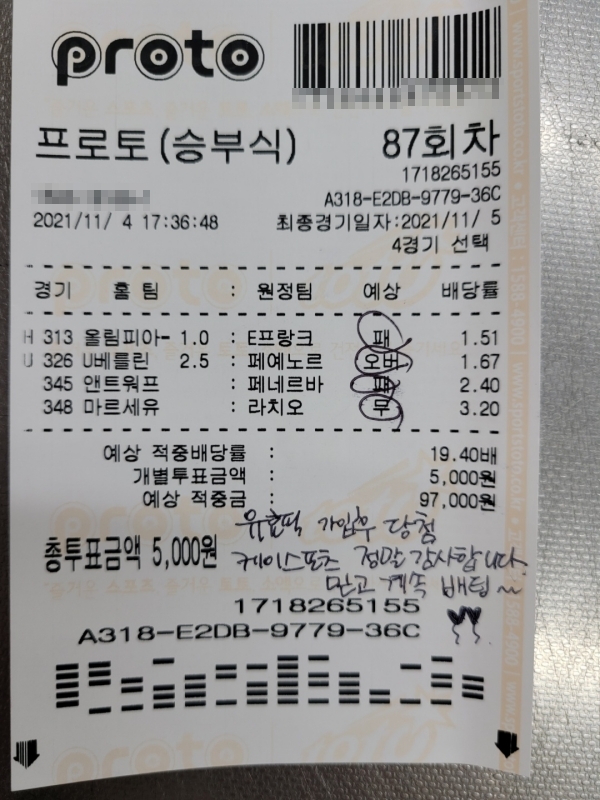 proto
프로토(승부식) 87회차
1718265155
A318-E2DB-9779-36C
2021/11/ 4 17:36:48 최종경기일자:2021/11/ 5
4경기 선택
경기 홈 팀 : 원정팀 예상 배당률
H 313 올림피아- 1.0 : E프랑크 패 1.51
U 326 U베를린 2.5 : 페예노르 오버 1.67
345 앤트워프 : 페네르바 패 2.40
348 마르세유 : 라치오 무 3.20
예상 적중배당률 : 19.40배
개별투표금액 : 5,000원
예상 적중금 : 97,000원
유료픽 가입후 당첨
총투표금액 5,000원
케이스포츠 정말 감사합니다.
믿고 계속 배팅~
1718265155
A318-E2DB-9779-36C